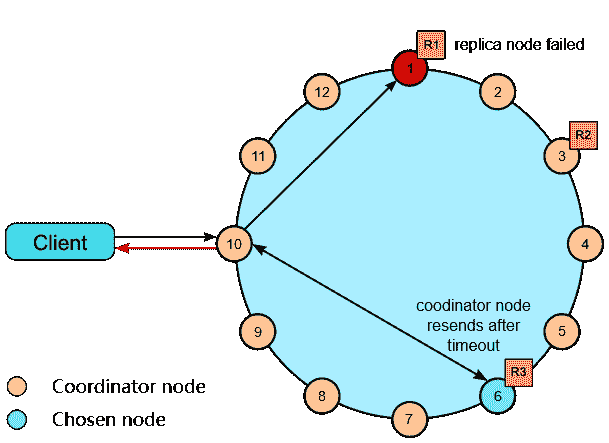 R1
replica node failed
1
12
2
11
3
R2
Client
10
4
coodinator node
resends after
timeout
9
5
R3
8
6
7
Coordinator node
Chosen node